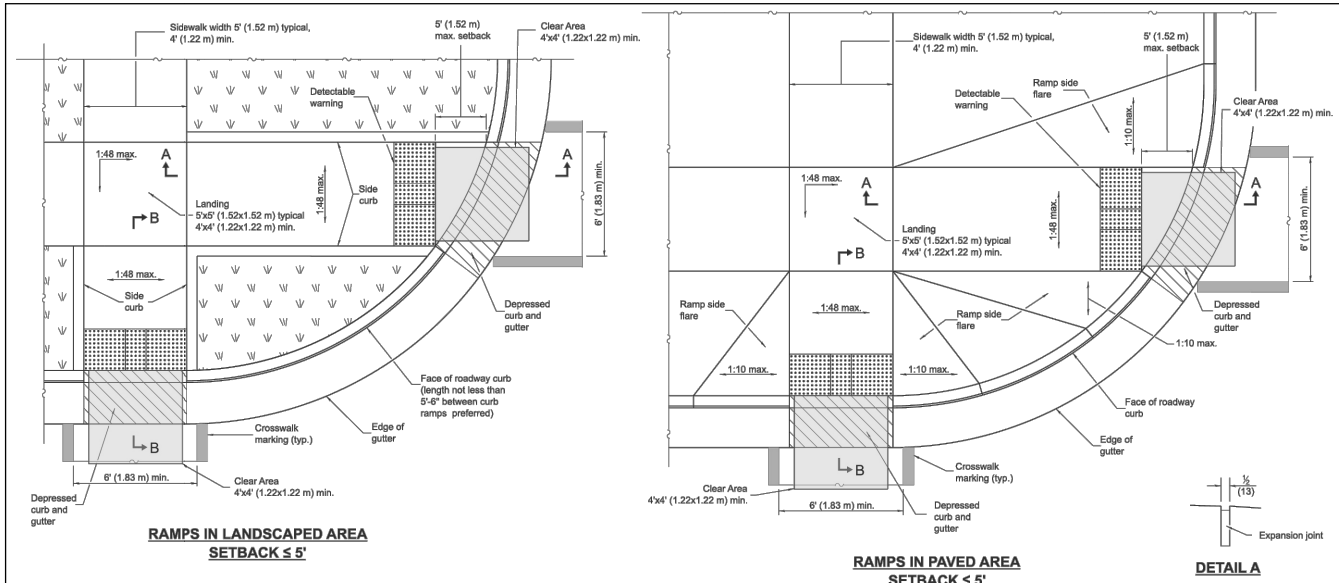 Sidewalk width 5' (1.52 m) typical,
4' (1.22 m) min.
5' (1.52 m)
max. setback
Clear Area
4'x4' (1.22x1.22 m) min.
Detectable
warning
1:48 max.
A
A
1:48 max.
Side
curb
Landing
5'x5' (1.52x1.52 m) typical
4'x4' (1.22x1.22 m) min.
B
6' (1.83 m) min.
1:48 max.
Side
curb
Depressed
curb and
gutter
Face of roadway curb
(length not less than
5'-6" between curb
ramps preferred)
Edge of
gutter
Crosswalk
marking (typ.)
B
Clear Area
4'x4' (1.22x1.22 m) min.
6' (1.83 m) min.
Depressed
curb and
gutter
RAMPS IN LANDSCAPED AREA
SETBACK ≤ 5'
Sidewalk width 5' (1.52 m) typical,
4' (1.22 m) min.
5' (1.52 m)
max. setback
Ramp side
flare
Detectable
warning
Clear Area
4'x4' (1.22x1.22 m) min.
1:10 max.
1:48 max.
A
A
1:48 max.
Landing
5'x5' (1.52x1.52 m) typical
4'x4' (1.22x1.22 m) min.
B
6' (1.83 m) min.
Ramp side
flare
1:48 max.
Ramp side
flare
Depressed
curb and
gutter
1:10 max.
1:10 max.
1:10 max.
Face of roadway
curb
Edge of
gutter
Crosswalk
marking (typ.)
B
Clear Area
4'x4' (1.22x1.22 m) min.
6' (1.83 m) min.
Depressed
curb and
gutter
RAMPS IN PAVED AREA
SETBACK ≤ 5'
½
(13)
Expansion joint
DETAIL A